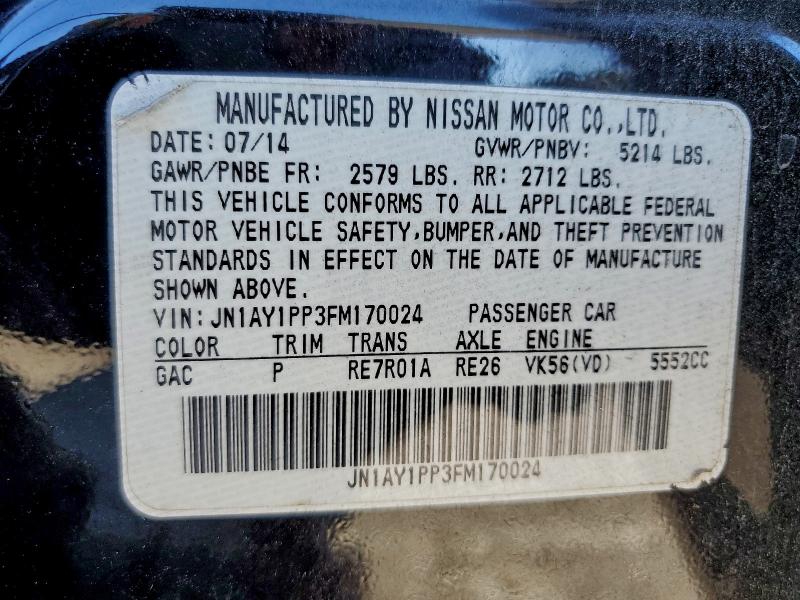 MANUFACTURED BY NISSAN MOTOR CO.,LTD.
DATE: 07/14 GVWR/PNBV: 5214 LBS.
GAWR/PNBE FR: 2579 LBS. RR: 2712 LBS.
THIS VEHICLE CONFORMS TO ALL APPLICABLE FEDERAL
MOTOR VEHICLE SAFETY,BUMPER,AND THEFT PREVENTION
STANDARDS IN EFFECT ON THE DATE OF MANUFACTURE
SHOWN ABOVE.
VIN:JN1AY1PP3FM170024 PASSENGER CAR
COLOR TRIM TRANS AXLE ENGINE
GAC P RE7R01A RE26 VK56(VD) 5552CC
JN1AY1PP3FM170024